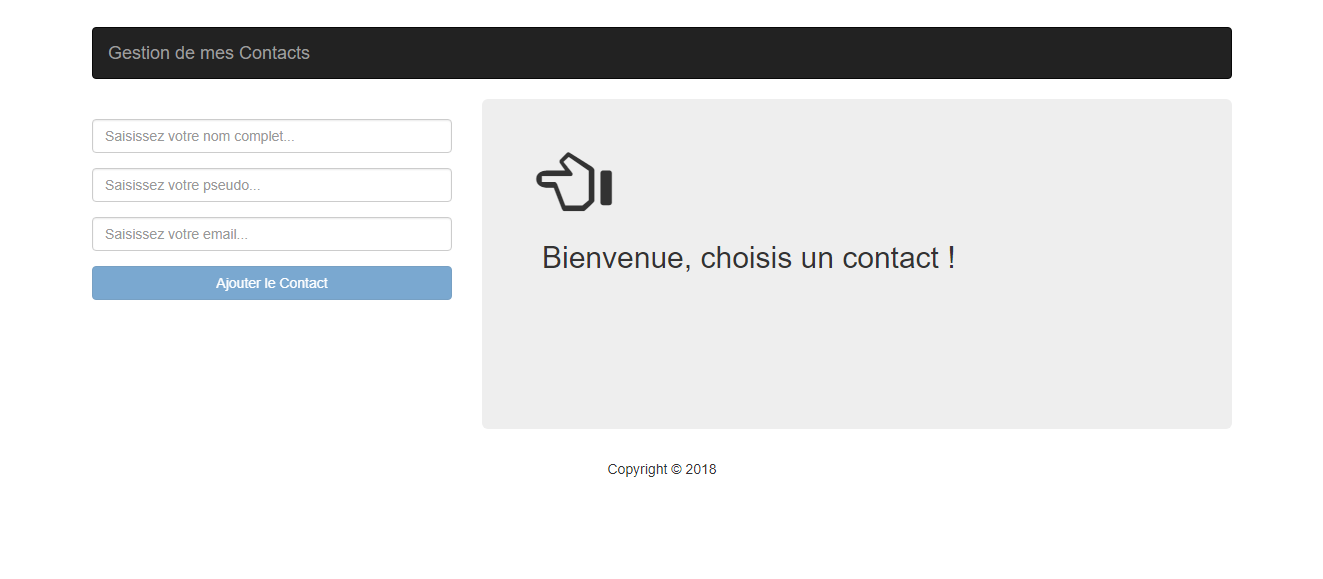 Gestion de mes Contacts
Saisissez votre nom complet...
Saisissez votre pseudo...
Saisissez votre email...
Ajouter le Contact
Bienvenue, choisis un contact !
Copyright © 2018